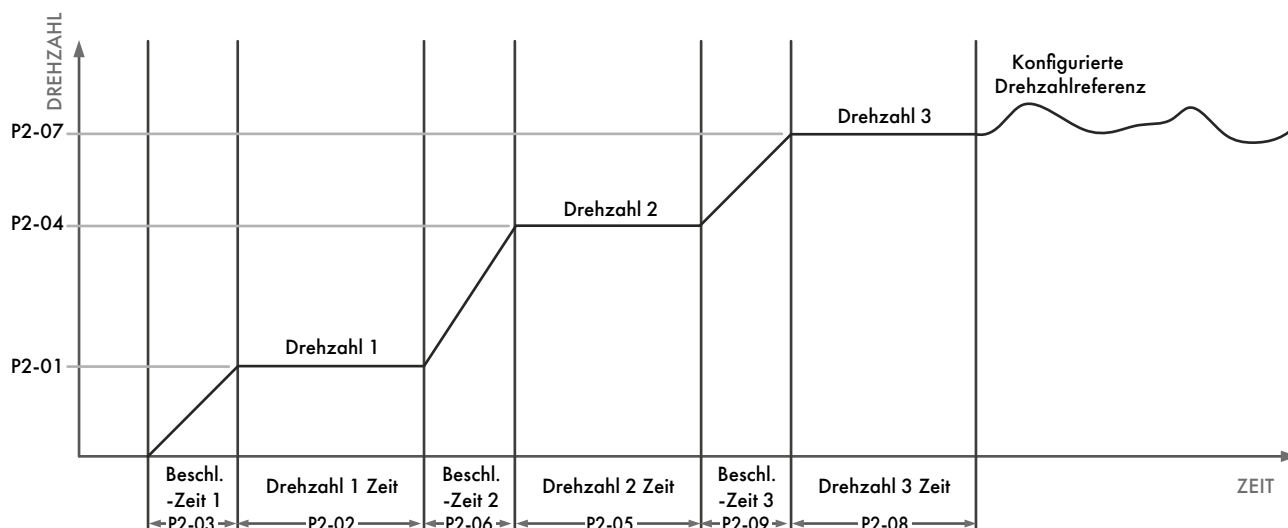 DREHZAHL
Konfigurierte
Drehzahlreferenz
P2-07
Drehzahl 3
P2-04
Drehzahl 2
P2-01
Drehzahl 1
Beschl.
-Zeit 1
Drehzahl 1 Zeit
Beschl.
-Zeit 2
Drehzahl 2 Zeit
Beschl.
-Zeit 3
Drehzahl 3 Zeit
ZEIT
P2-03
P2-02
P2-06
P2-05
P2-09
P2-08